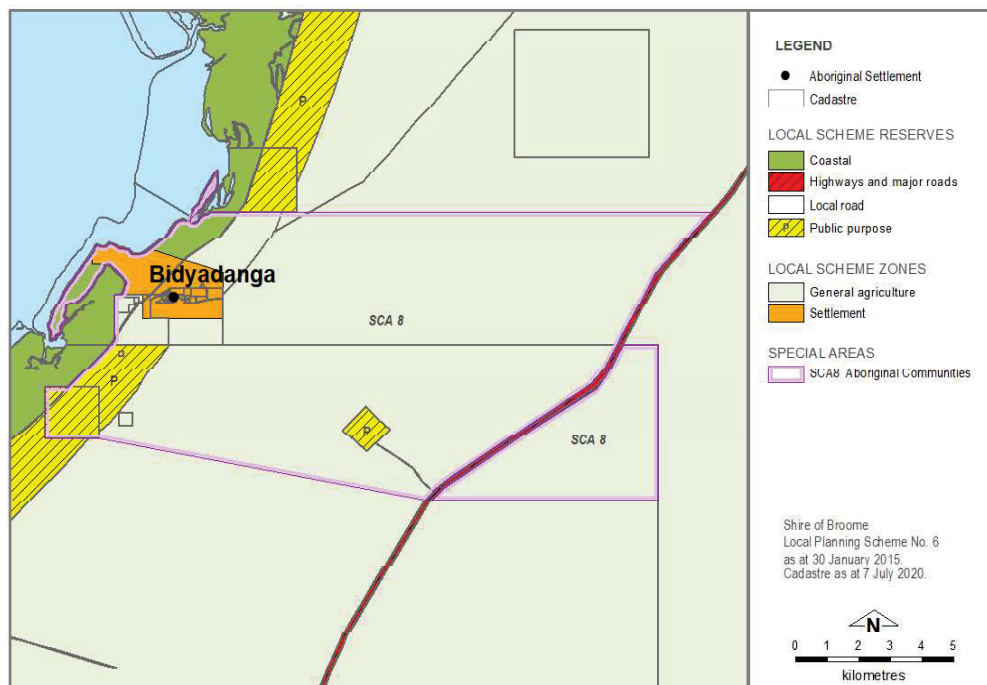 P
Bidyadanga
SCA 8
P
P
SCA 8
LEGEND
Aboriginal Settlement
Cadastre
LOCAL SCHEME RESERVES
Coastal
Highways and major roads
Local road
P Public purpose
LOCAL SCHEME ZONES
General agriculture
Settlement
SPECIAL AREAS
SCA8 Aboriginal Communities
Shire of Broome
Local Planning Scheme No. 6
as at 30 January 2015.
Cadastre as at 7 July 2020.
N
0 1 2 3 4 5
kilometres